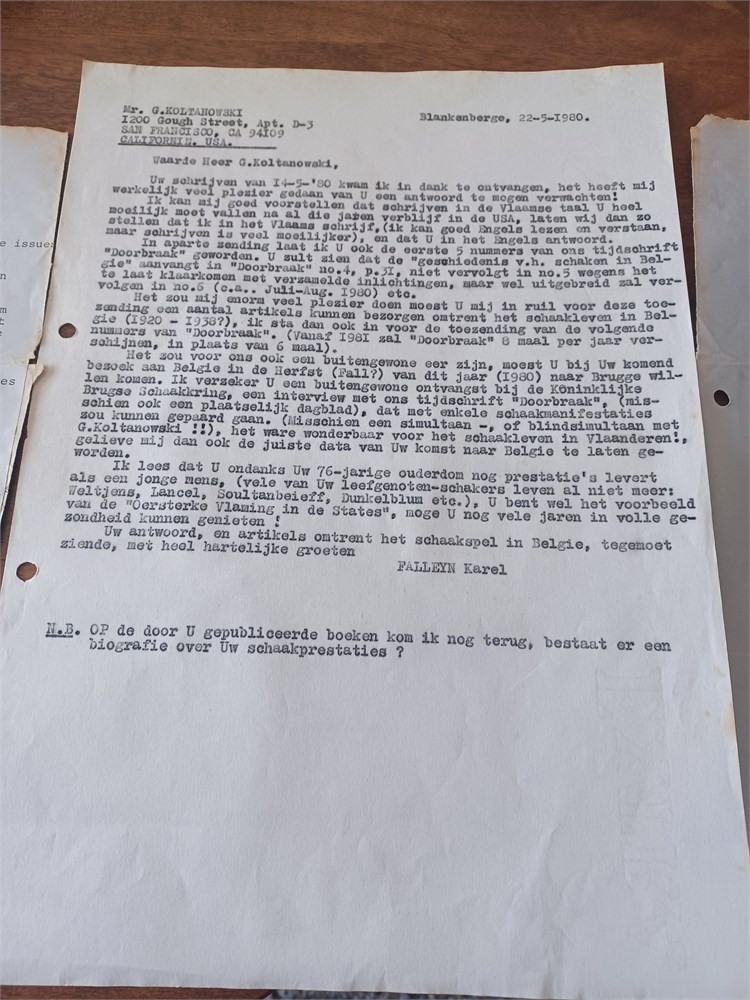 Mr. G.KOLTANOWSKI
1200 Gough Street, Apt. D-3
SAN FRANCISCO, CA 94109
CALIFORNIE. USA.
Blankenberge, 22-5-1980.
Waarde Heer G.Koltanowski,
Uw schrijven van 14-5-'80 kwam ik in dank te ontvangen, het heeft mij
werkelijk veel plezier gedaan van U een antwoord te mogen verwachten!
Ik kan mij goed voorstellen dat schrijven in de Vlaamse taal U heel
moeilijk moet vallen na al die jaren verblijf in de USA, laten wij dan zo
stellen dat ik in het Vlaams schrijf,(ik kan goed Engels lezen en verstaan,
maar schrijven is veel moeilijker), en dat U in het Engels antwoord.
In aparte zending laat ik U ook de eerste 5 nummers van ons tijdschrift
"Doorbraak" geworden. U zult zien dat de "geschiedenis v.h. schaken in Bel-
gie" aanvangt in "Doorbraak" no.4, p.31, niet vervolgt in no.5 wegens het
te laat klaarkomen met verzamelde inlichtingen, maar wel uitgebreid zal ver-
volgen in no.6 (c.a.. Juli-Aug. 1980) etc.
Het zou mij enorm veel plezier doen moest U mij in ruil voor deze toe-
zending een aantal artikels kunnen bezorgen omtrent het schaakleven in Bel-
gie (1920 - 1938?), ik sta dan ook in voor de toezending van de volgende
nummers van "Doorbraak". (Vanaf 1981 zal "Doorbraak" 8 maal per jaar ver-
schijnen, in plaats van 6 maal).
Het zou voor ons ook een buitengewone eer zijn, moest U bij Uw komend
bezoek aan Belgie in de Herfst (Fall?) van dit jaar (1980) naar Brugge wil-
len komen. Ik verzeker U een buitengewone ontvangst bij de Köninklijke
Brugse Schaakkring, een interview met ons tijdschrift "Doorbraak", (mis-
schien ook een plaatselijk dagblad), dat met enkele schaakmanifestaties
zou kunnen gepaard gaan. (Misschien een simultaan -, of blindsimultaan met
G.Koltanowski !!), het ware wonderbaar voor het schaakleven in Vlaanderen!,
gelieve mij dan ook de juiste data van Uw komst naar Belgie te laten ge-
worden.
Ik lees dat U ondanks Uw 76-jarige ouderdom nog prestatie's levert
als een jonge mens, (vele van Uw leefgenoten-schakers leven al niet meer:
Weltjens, Lancel, Soultanbeieff, Dunkelblum etc.), U bent wel het voorbeeld
van de "Oersterke Vlaming in de States", moge U nog vele jaren in volle ge-
zondheid kunnen genieten !
Uw antwoord, en artikels omtrent het schaakspel in Belgie, tegemoet
ziende, met heel hartelijke groeten
FALLEYN Karel
N.B. OP de door U gepubliceerde boeken kom ik nog terug, bestaat er een
biografie over Uw schaakprestaties ?
e issue